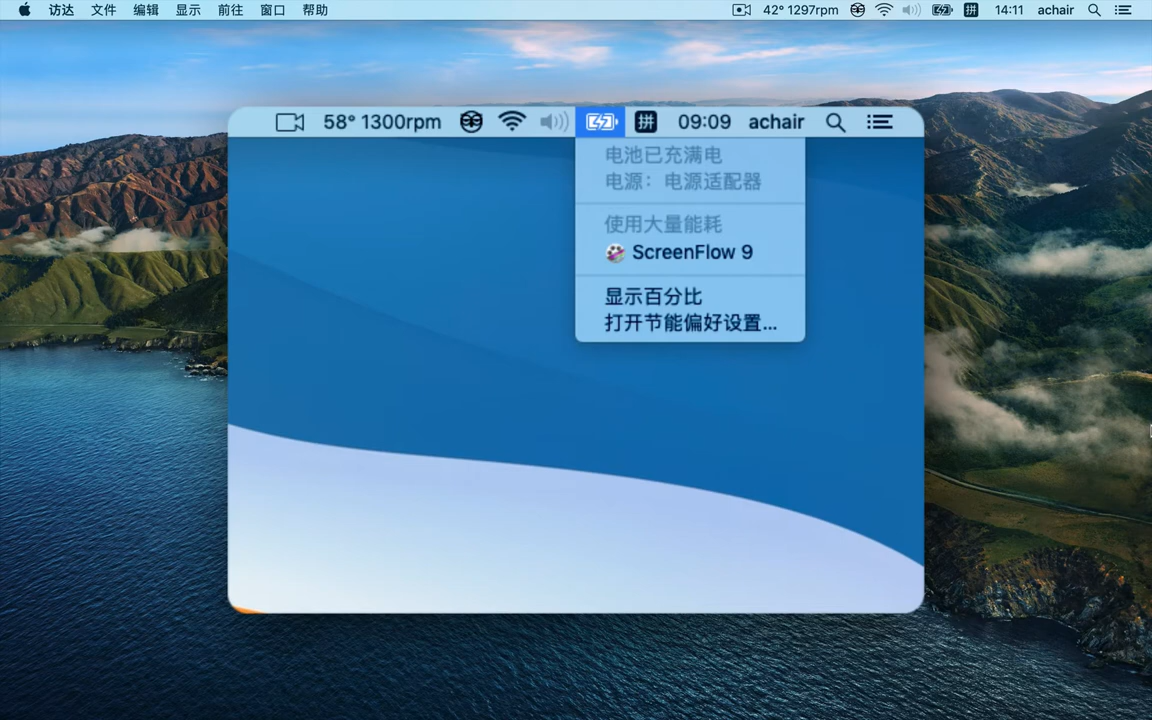 访达 文件 编辑 显示 前往 窗口 帮助 42° 1297rpm 拼 14:11 achair
58° 1300rpm 拼 09:09 achair
电池已充满电
电源：电源适配器
使用大量能耗
ScreenFlow 9
显示百分比
打开节能偏好设置...